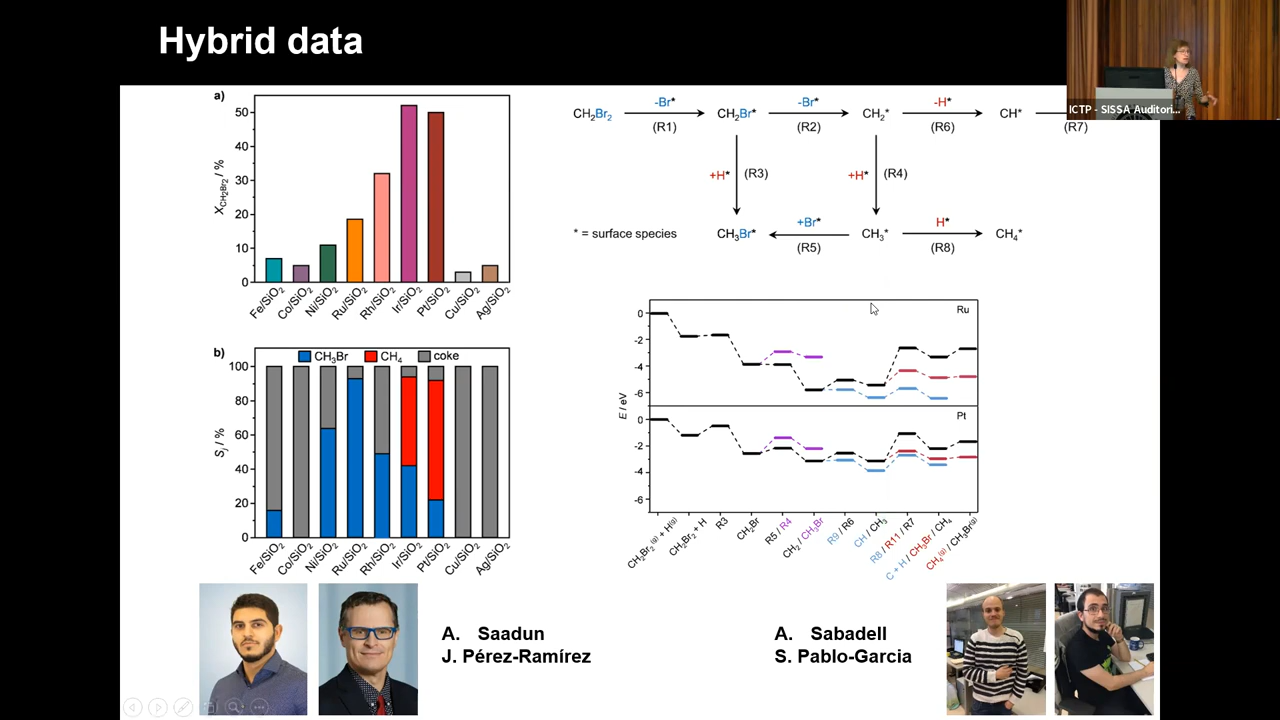 Hybrid data
ICTP - SISSA Auditori...
a)
X CH2Br2 / %
50
40
30
20
10
0
Fe/SiO2
Co/SiO2
Ni/SiO2
Ru/SiO2
Rh/SiO2
Ir/SiO2
Pt/SiO2
Cu/SiO2
Ag/SiO2
CH2Br2
-Br*
(R1)
CH2Br*
-Br*
(R2)
CH2*
-H*
(R6)
CH*
(R7)
+H*
(R3)
+H*
(R4)
* = surface species
CH3Br*
+Br*
(R5)
CH3*
H*
(R8)
CH4*
b)
CH3Br
CH4
coke
Sj / %
100
80
60
40
20
0
Fe/SiO2
Co/SiO2
Ni/SiO2
Ru/SiO2
Rh/SiO2
Ir/SiO2
Pt/SiO2
Cu/SiO2
Ag/SiO2
E / eV
Ru
0
-2
-4
-6
Pt
0
-2
-4
-6
CH2Br2(g) + H(g)
CH2Br2 + H
R3
CH2Br
R5 / R4
CH2 / CH3Br
R9 / R6
CH / CH3
R8 / R11 / R7
C + H / CH3Br / CH4
CH4(g) / CH3Br(g)
A. Saadun
J. Pérez-Ramírez
A. Sabadell
S. Pablo-Garcia